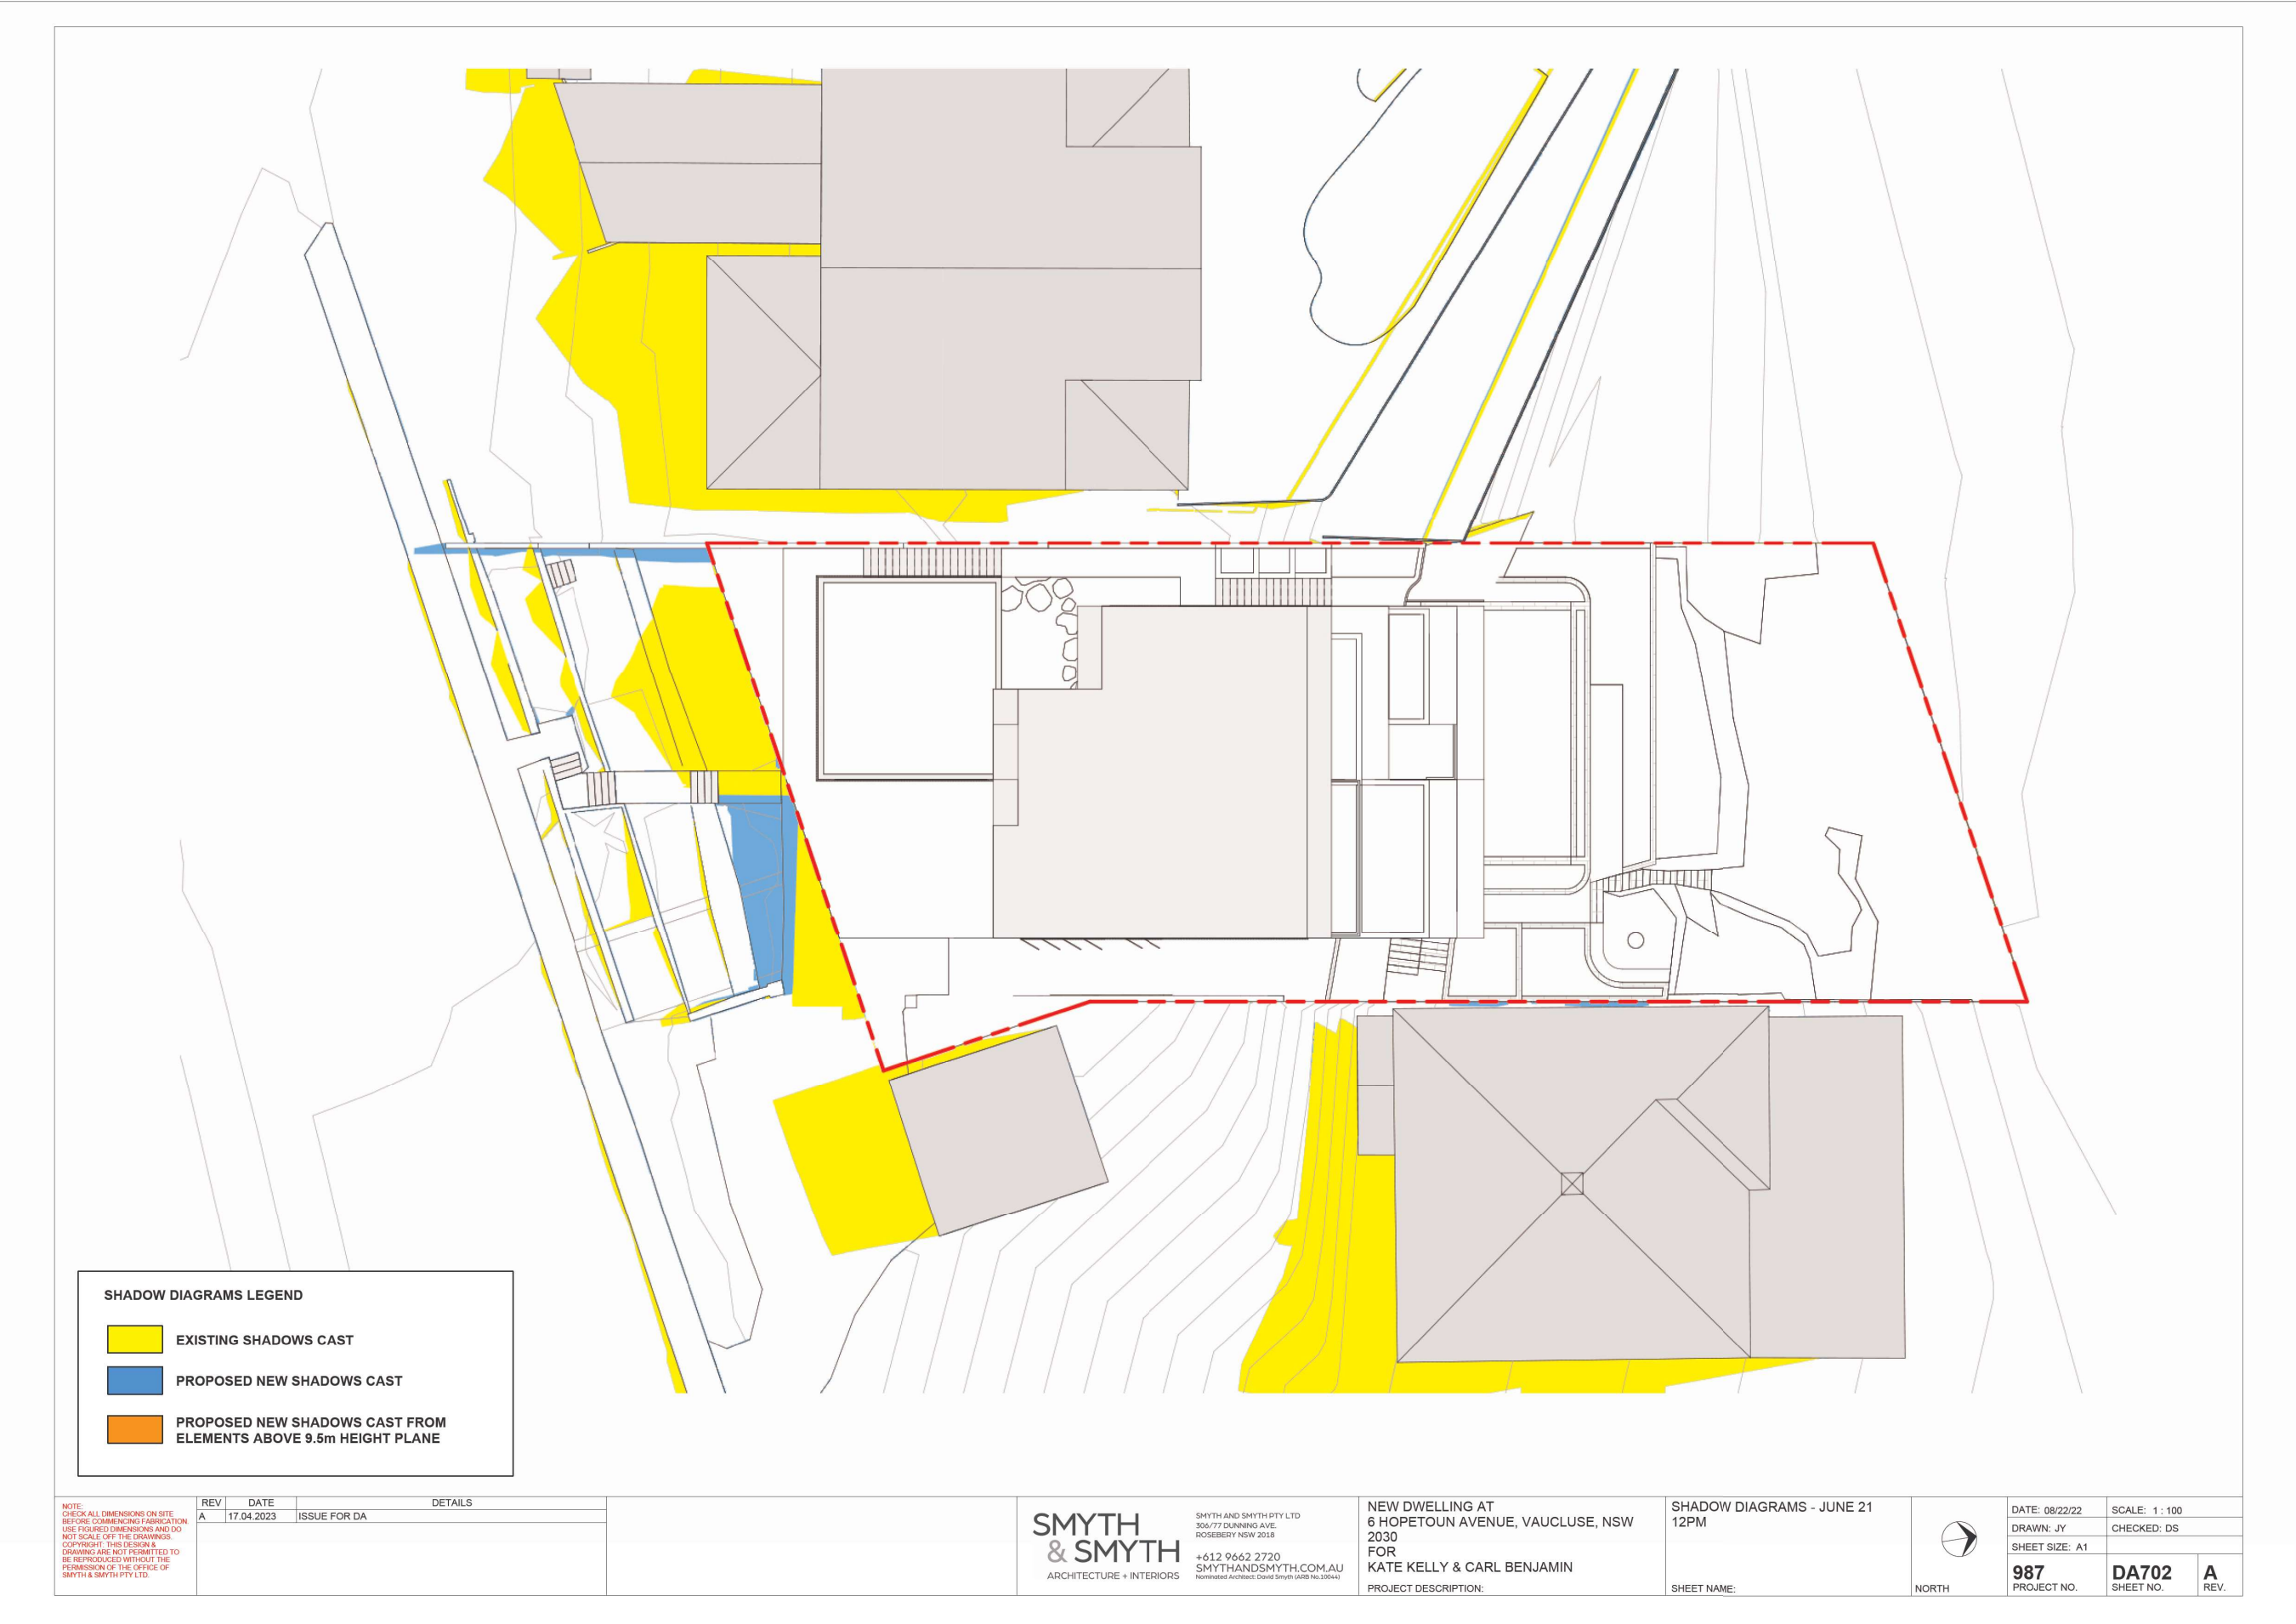 SHADOW DIAGRAMS LEGEND
EXISTING SHADOWS CAST
PROPOSED NEW SHADOWS CAST
PROPOSED NEW SHADOWS CAST FROM
ELEMENTS ABOVE 9.5m HEIGHT PLANE
NOTE:
CHECK ALL DIMENSIONS ON SITE
BEFORE COMMENCING FABRICATION.
USE FIGURED DIMENSIONS AND DO
NOT SCALE OFF THE DRAWINGS.
COPYRIGHT: THIS DESIGN &
DRAWING ARE NOT PERMITTED TO
BE REPRODUCED WITHOUT THE
PERMISSION OF THE OFFICE OF
SMYTH & SMYTH PTY LTD.
REV DATE DETAILS
A 17.04.2023 ISSUE FOR DA
SMYTH
& SMYTH
ARCHITECTURE + INTERIORS
SMYTH AND SMYTH PTY LTD
306/77 DUNNING AVE.
ROSEBERY NSW 2018
+612 9662 2720
SMYTHANDSMYTH.COM.AU
Nominated Architect: David Smyth (ARB No.10044)
NEW DWELLING AT
6 HOPETOUN AVENUE, VAUCLUSE, NSW
2030
FOR
KATE KELLY & CARL BENJAMIN
PROJECT DESCRIPTION:
SHADOW DIAGRAMS - JUNE 21
12PM
SHEET NAME:
NORTH
DATE: 08/22/22 SCALE: 1 : 100
DRAWN: JY CHECKED: DS
SHEET SIZE: A1
987 DA702 A
PROJECT NO. SHEET NO. REV.